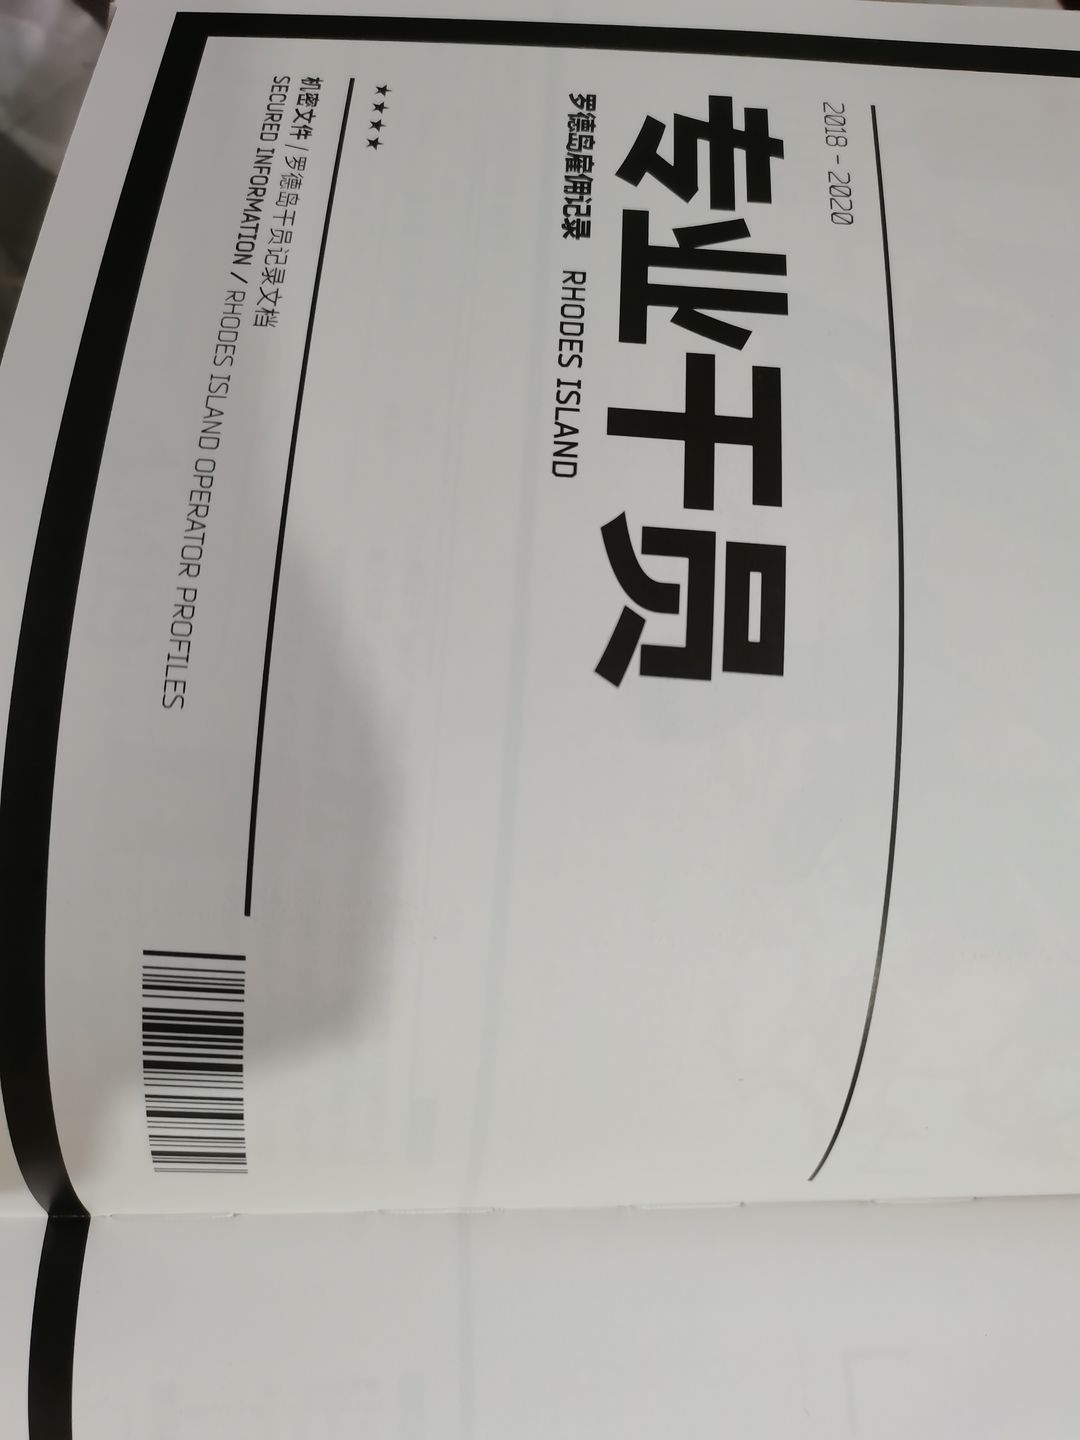 2018 - 2020
专业干员
罗德岛雇佣记录 RHODES ISLAND
★★★★
机密文件 / 罗德岛干员记录文档
SECURED INFORMATION / RHODES ISLAND OPERATOR PROFILES